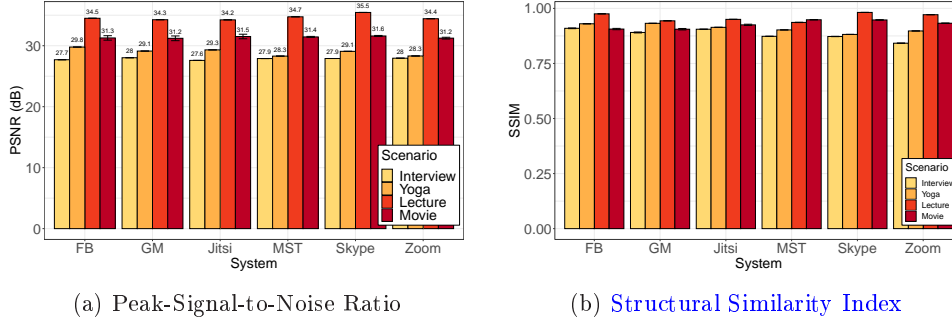 34.5 34.3 34.2 34.7 35.5 34.4
31.3 31.2 31.5 31.4 31.6 31.2
29.8 29.1 29.3 28.3 29.1 28.3
27.7 28 27.6 27.9 27.9 28
30
20
10
0
PSNR (dB)
Scenario
Interview
Yoga
Lecture
Movie
FB GM Jitsi MST Skype Zoom
System
(a) Peak-Signal-to-Noise Ratio
1.00
0.75
0.50
0.25
0.00
SSIM
Scenario
Interview
Yoga
Lecture
Movie
FB GM Jitsi MST Skype Zoom
System
(b) Structural Similarity Index